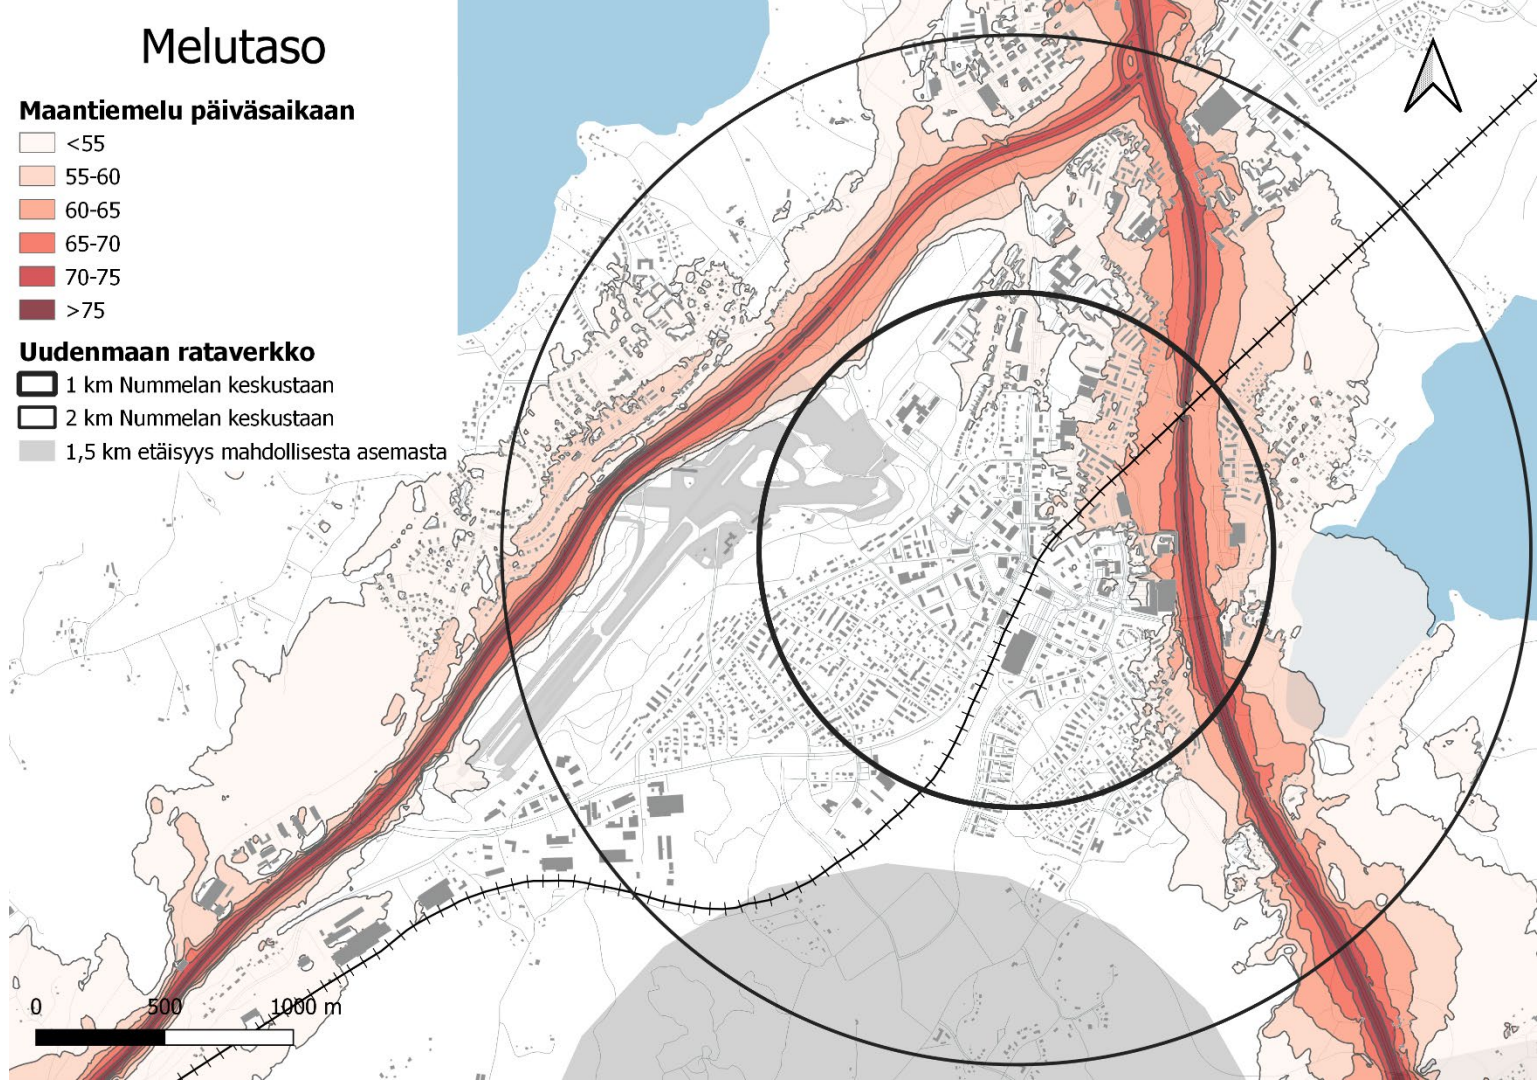 Melutaso
Maantiemelu päiväsaikaan
<55
55-60
60-65
65-70
70-75
>75
Uudenmaan rataverkko
1 km Nummelan keskustaan
2 km Nummelan keskustaan
1,5 km etäisyys mahdollisesta asemasta
0 500 1000 m